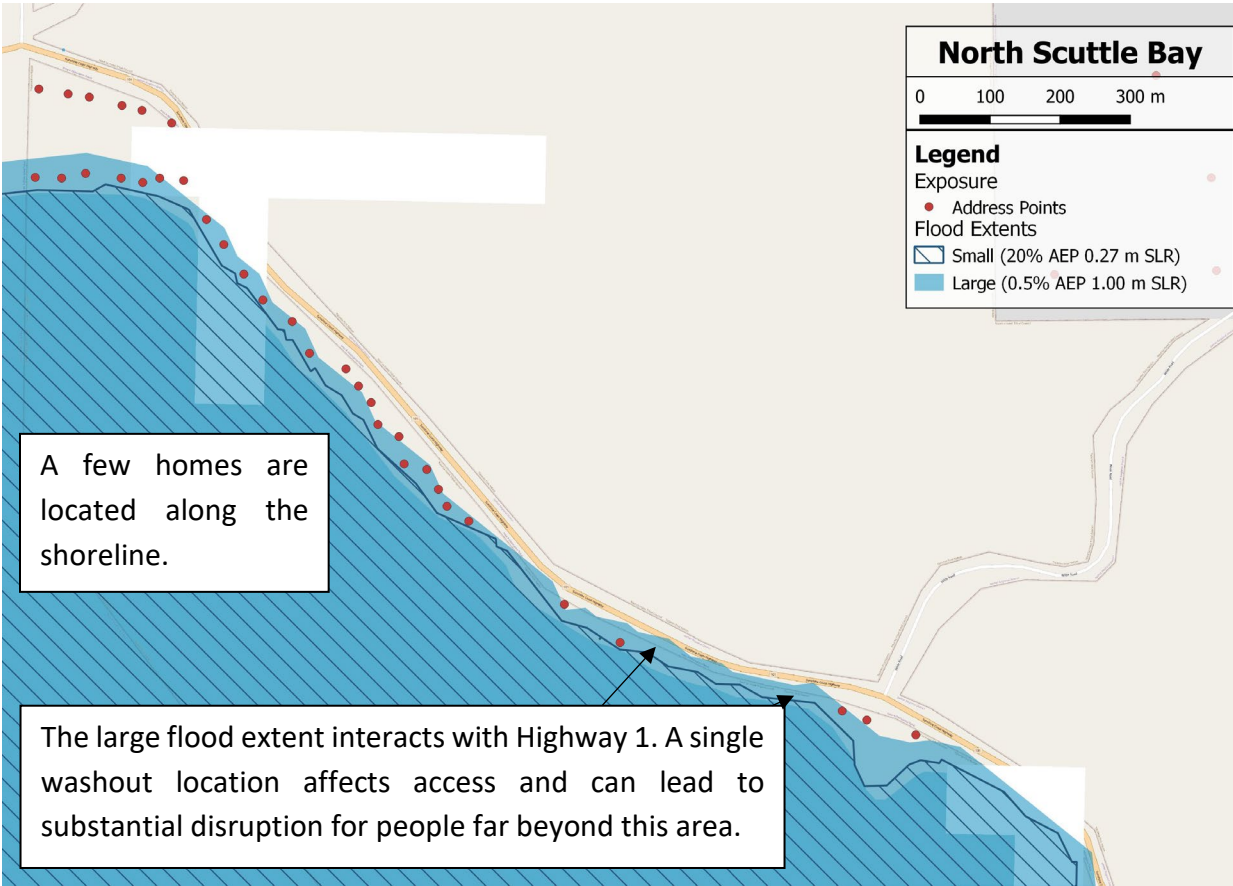 North Scuttle Bay
0 100 200 300 m
Legend
Exposure
Address Points
Flood Extents
Small (20% AEP 0.27 m SLR)
Large (0.5% AEP 1.00 m SLR)
A few homes are
located along the
shoreline.
The large flood extent interacts with Highway 1. A single
washout location affects access and can lead to
substantial disruption for people far beyond this area.